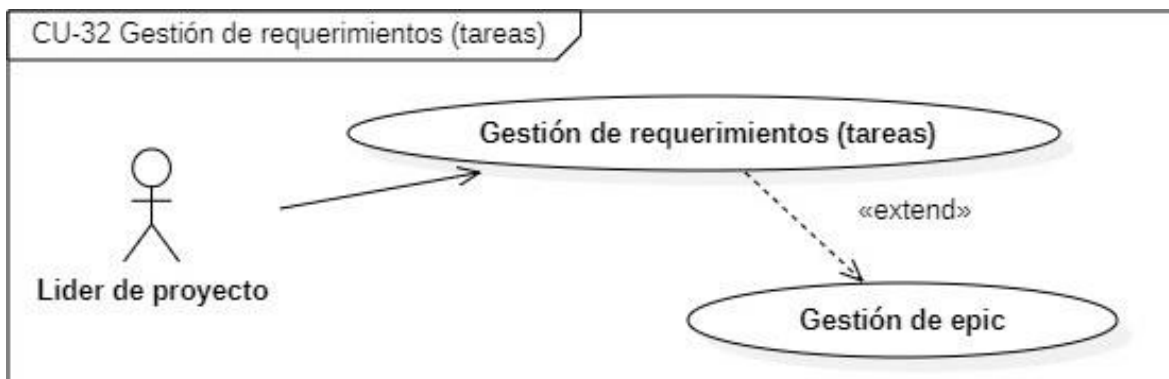 CU-32 Gestión de requerimientos (tareas)
Gestión de requerimientos (tareas)
«extend»
Lider de proyecto
Gestión de epic